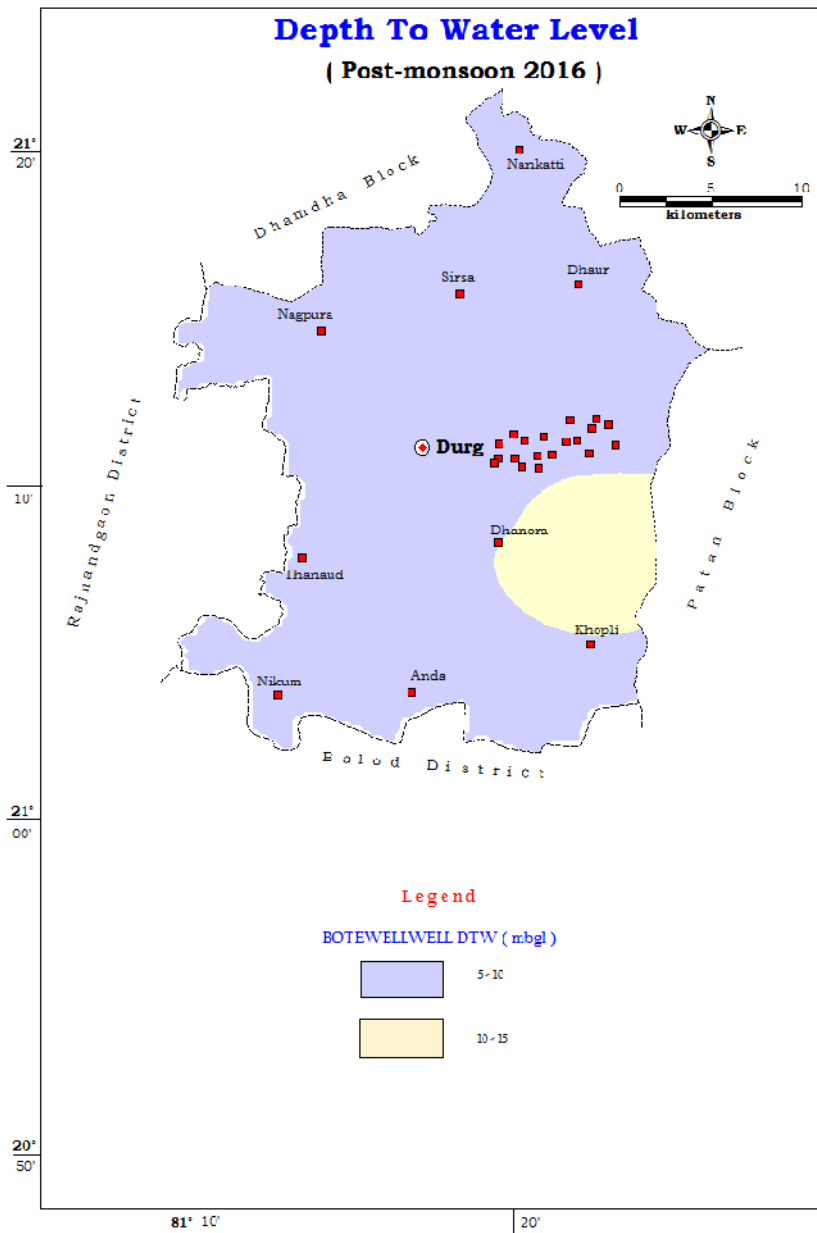 Depth To Water Level
( Post-monsoon 2016 )
N
W E
S
21°
20'
Nankatti
0 5 10
kilometers
Dhamdha Block
Sirsa
Dhaur
Nagpura
Durg
10'
Rajnandgaon District
Patan Block
Dhanora
Thanaud
Khopli
Nikum
Anda
Balod District
21°
00'
Legend
BOTEWELLWELL DTW ( mbgl )
5-10
10-15
20°
50'
81° 10' 20'